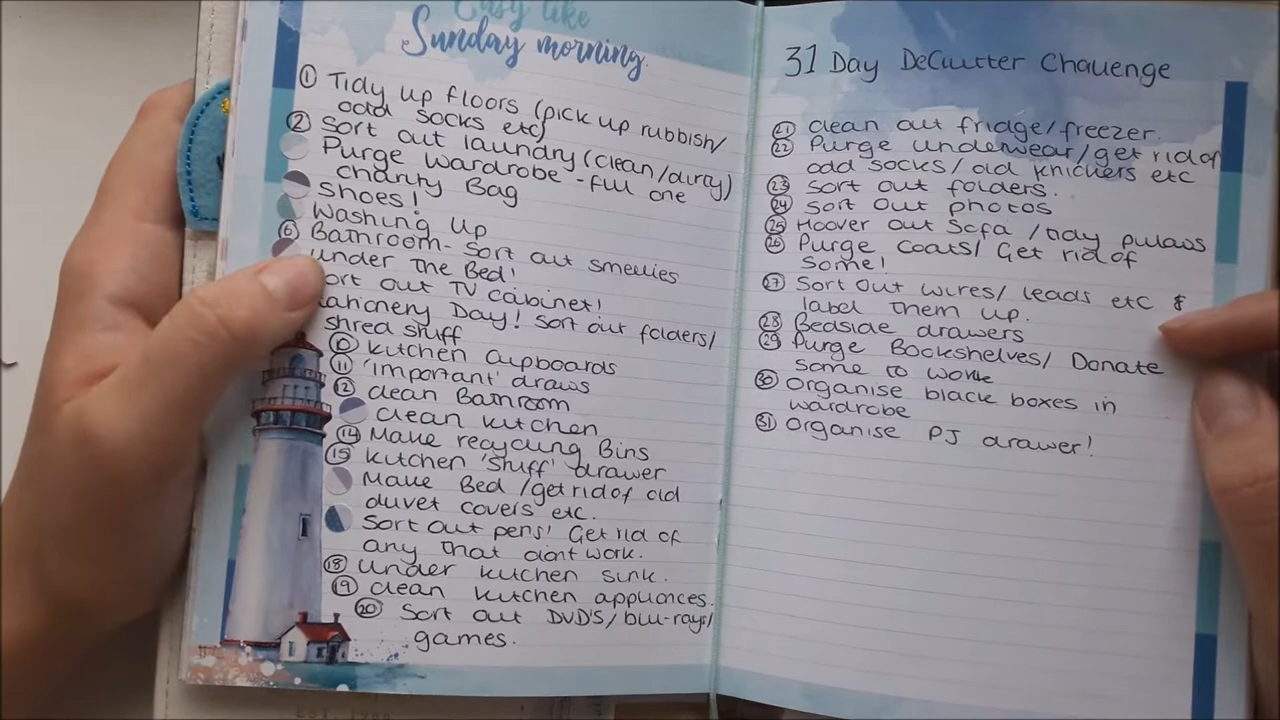 Easy like
Sunday morning.
① Tidy up floors (pick up rubbish/
odd socks etc)
② Sort out laundry (clean/dirty)
Purge wardrobe - fill one
charity Bag
Shoes!
Washing up
⑥ Bathroom - sort out smellies
under the Bed!
ort out TV cabinet!
tationery Day! Sort out folders/
shred stuff
⑩ kitchen cupboards
⑪ 'important' draws
⑫ clean Bathroom
clean kitchen
⑭ Make recycling Bins
⑮ kitchen 'stuff' drawer
Make Bed / get rid of old
duvet covers etc.
Sort out pens! Get rid of
any that dont work.
⑱ under kitchen sink.
⑲ clean kitchen appliances.
⑳ Sort out DVD'S/blu-rays/
games.
31 Day Declutter Challenge
㉑ clean out fridge/freezer.
㉒ Purge underwear/get rid of
odd socks/old knickers etc
㉓ Sort out folders.
㉔ Sort out photos
㉕ Hoover out sofa / tidy pillows
㉖ Purge coats/ Get rid of
some!
㉗ Sort out wires/ leads etc &
label them up.
㉘ Bedside drawers
㉙ Purge Bookshelves/ Donate
some to work
㉚ organise black boxes in
wardrobe
㉛ organise PJ drawer!